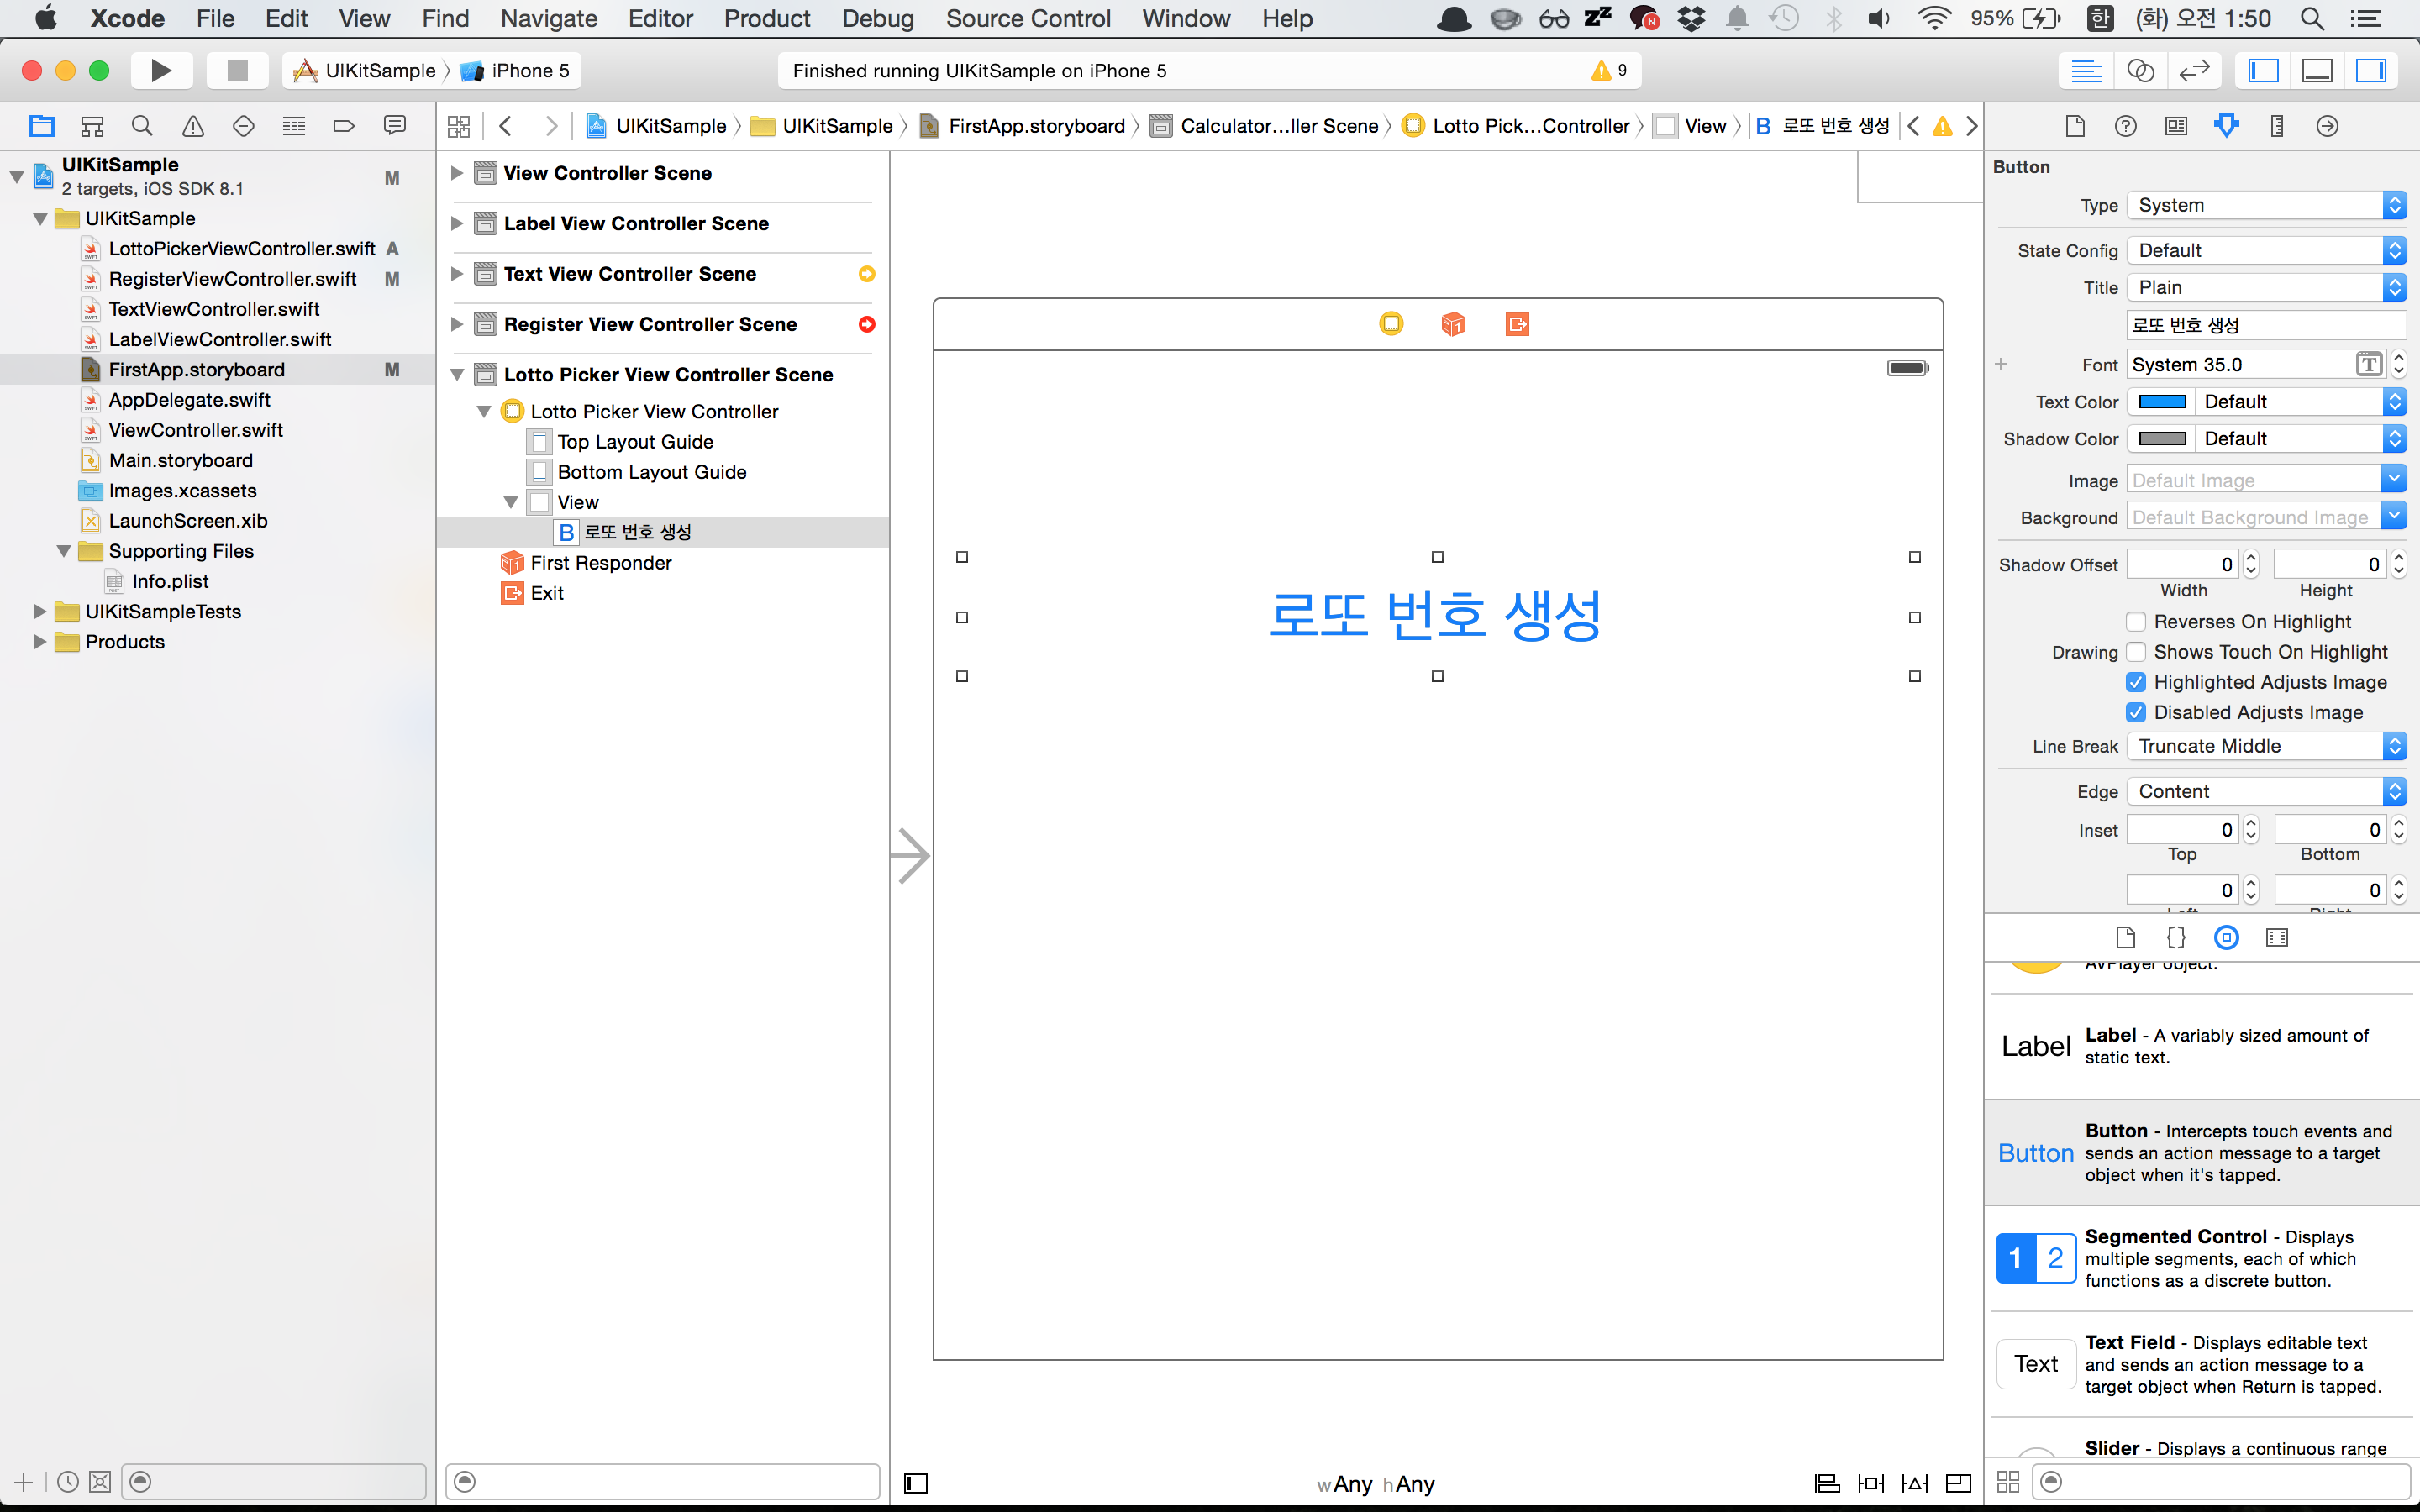 Xcode File Edit View Find Navigate Editor Product Debug Source Control Window Help 95% 한 (화) 오전 1:50
UIKitSample iPhone 5
Finished running UIKitSample on iPhone 5 9
UIKitSample
2 targets, iOS SDK 8.1
M
UIKitSample
LottoPickerViewController.swift A
RegisterViewController.swift M
TextViewController.swift
LabelViewController.swift
FirstApp.storyboard M
AppDelegate.swift
ViewController.swift
Main.storyboard
Images.xcassets
LaunchScreen.xib
Supporting Files
Info.plist
UIKitSampleTests
Products
UIKitSample UIKitSample FirstApp.storyboard Calculator...ller Scene Lotto Pick...Controller View B 로또 번호 생성
View Controller Scene
Label View Controller Scene
Text View Controller Scene
Register View Controller Scene
Lotto Picker View Controller Scene
Lotto Picker View Controller
Top Layout Guide
Bottom Layout Guide
View
B 로또 번호 생성
First Responder
Exit
로또 번호 생성
wAny hAny
Button
Type System
State Config Default
Title Plain
로또 번호 생성
Font System 35.0 T
Text Color Default
Shadow Color Default
Image Default Image
Background Default Background Image
Shadow Offset 0 0
Width Height
Reverses On Highlight
Drawing Shows Touch On Highlight
Highlighted Adjusts Image
Disabled Adjusts Image
Line Break Truncate Middle
Edge Content
Inset 0 0
Top Bottom
0 0
Left Right
AVPlayer object.
Label
Label - A variably sized amount of
static text.
Button
Button - Intercepts touch events and
sends an action message to a target
object when it's tapped.
1 2
Segmented Control - Displays
multiple segments, each of which
functions as a discrete button.
Text
Text Field - Displays editable text
and sends an action message to a
target object when Return is tapped.
Slider - Displays a continuous range